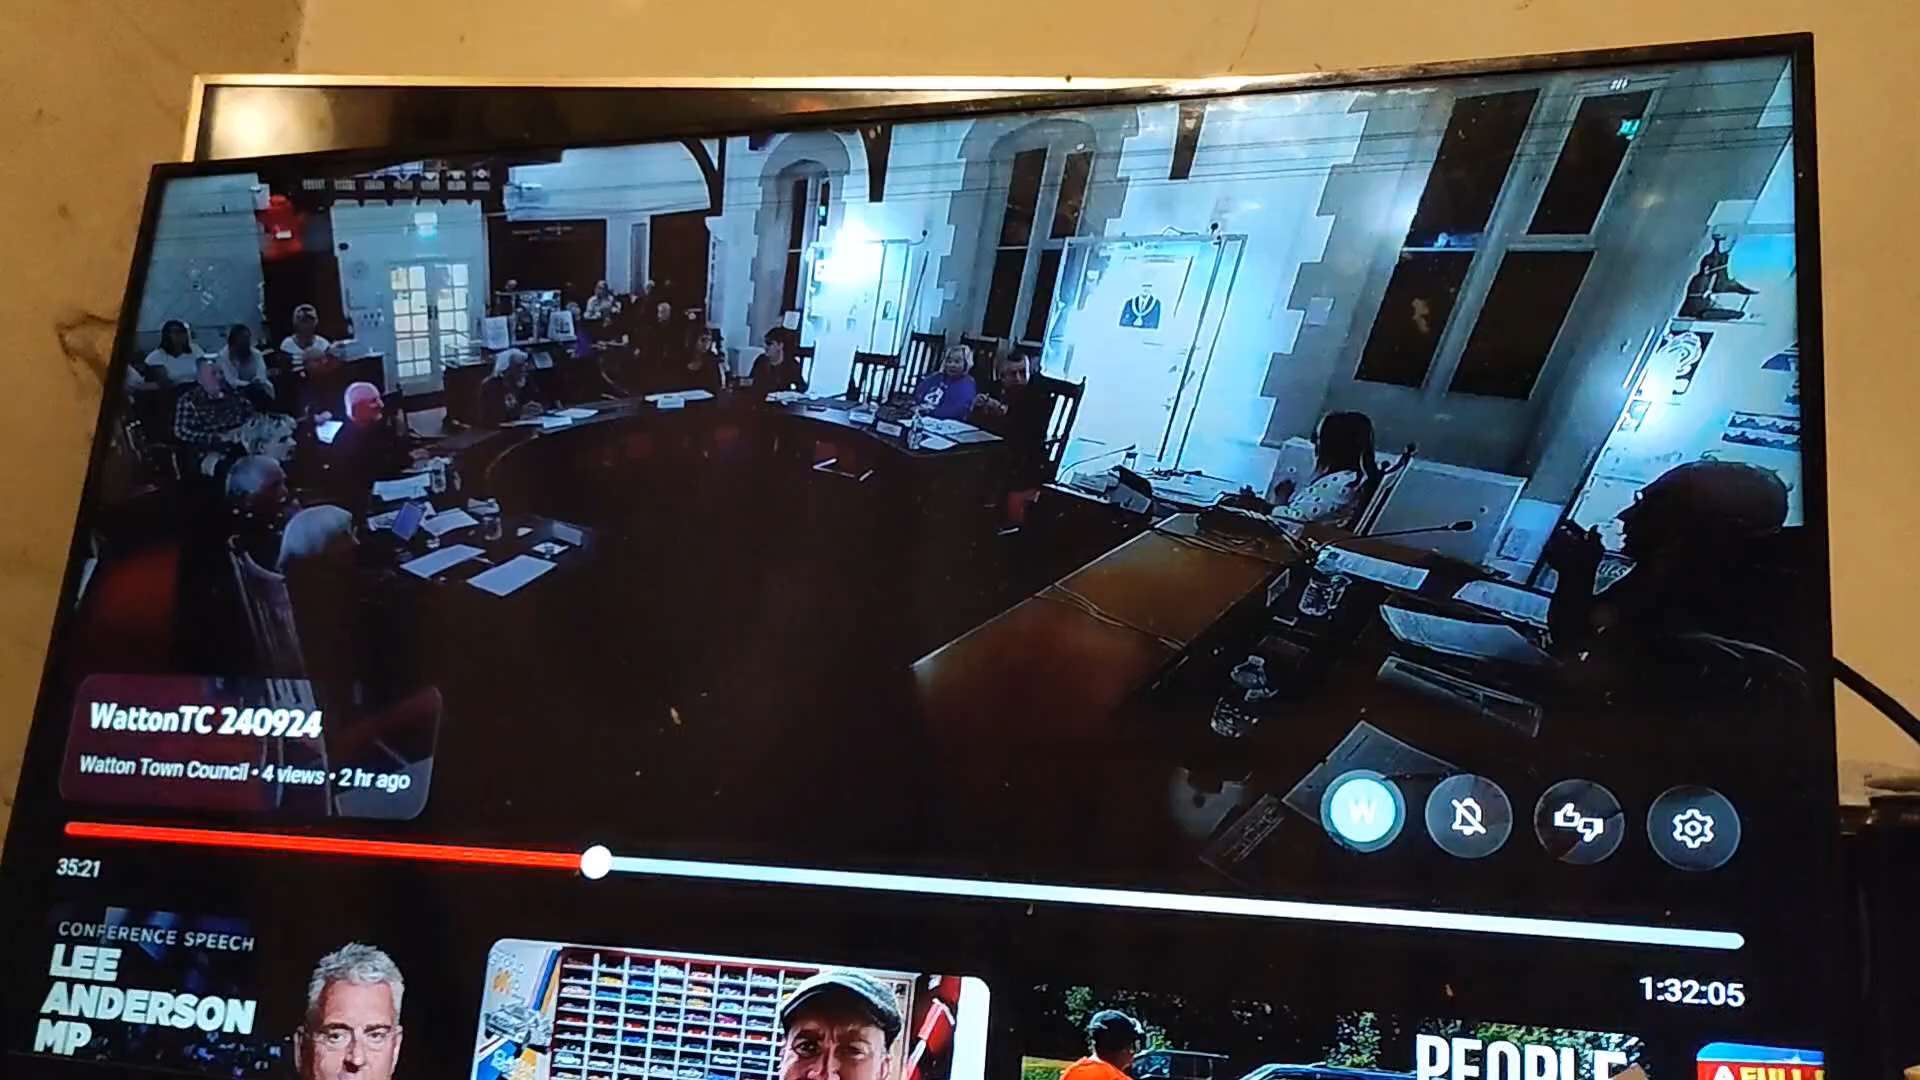 WattonTC 240924
Watton Town Council • 4 views • 2 hr ago
W
35:21
1:32:05
CONFERENCE SPEECH
LEE
ANDERSON
MP
PEOPLE